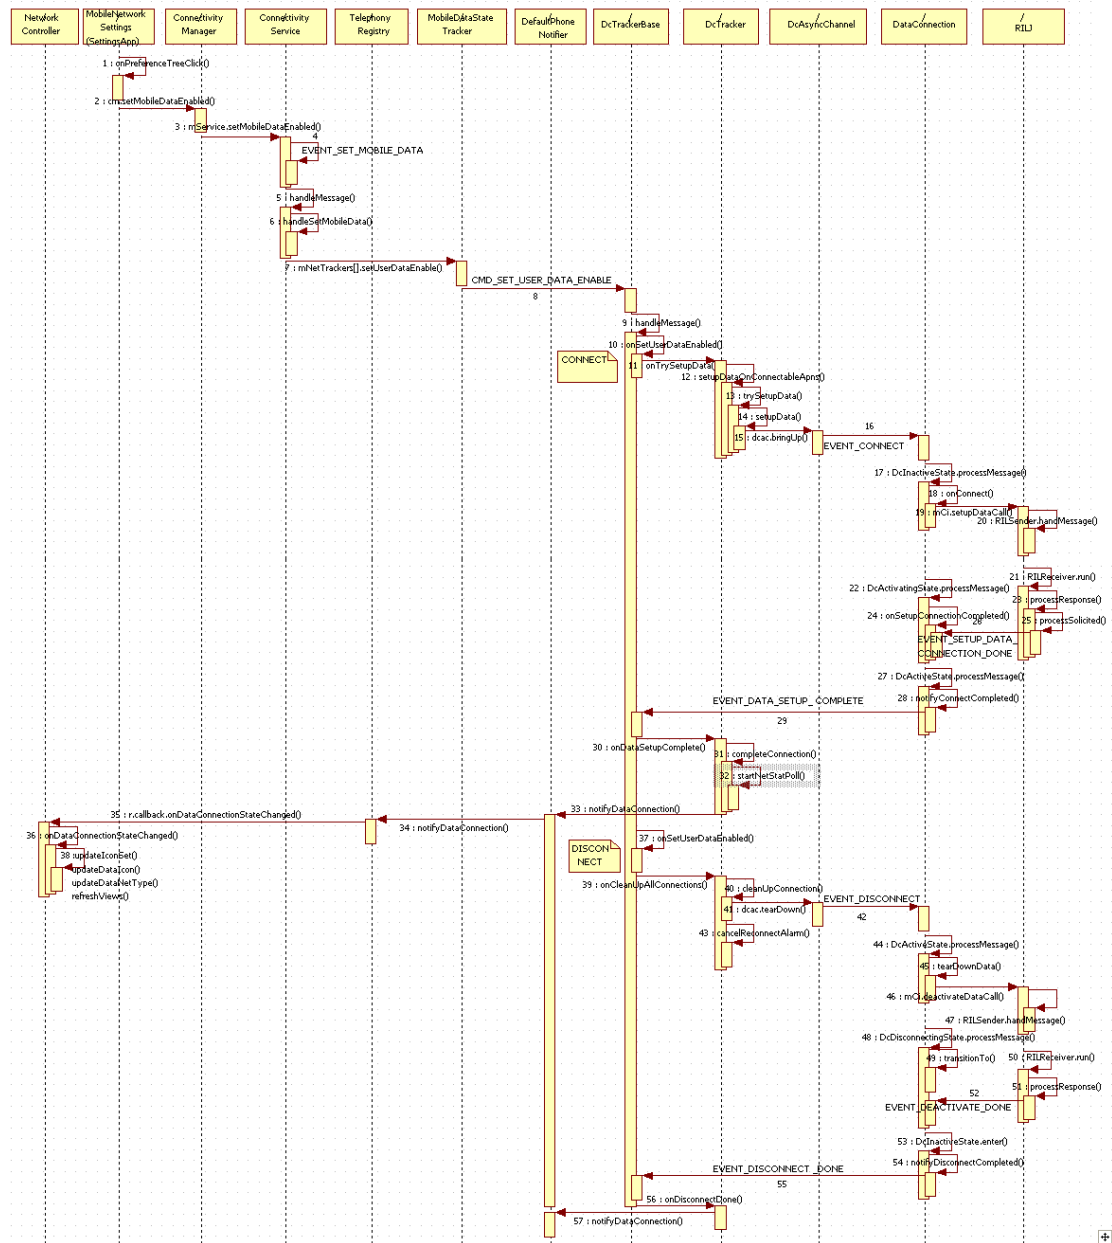 Network
Controller
MobileNetwork
Settings
(SettingsApp)
Connectivity
Manager
Connectivity
Service
Telephony
Registry
MobileDataState
Tracker
DefaultPhone
Notifier
DcTrackerBase
DcTracker
DcAsyncChannel
DataConnection
RILJ
1 : onPreferenceTreeClick()
2 : cm.setMobileDataEnabled()
3 : mService.setMobileDataEnabled()
4
EVENT_SET_MOBILE_DATA
5 : handleMessage()
6 : handleSetMobileData()
7 : mNetTrackers[].setUserDataEnable()
CMD_SET_USER_DATA_ENABLE
8
9 : handleMessage()
10 : onSetUserDataEnabled()
CONNECT
11 : onTrySetupData()
12 : setupDataOnConnectableApns()
13 : trySetupData()
14 : setupData()
15 : dcac.bringUp()
16
EVENT_CONNECT
17 : DcInactiveState.processMessage()
18 : onConnect()
19 : mCi.setupDataCall()
20 : RILSender.handMessage()
21 : RILReceiver.run()
22 : DcActivatingState.processMessage()
23 : processResponse()
24 : onSetupConnectionCompleted()
25 : processSolicited()
26
EVENT_SETUP_DATA_
CONNECTION_DONE
27 : DcActiveState.processMessage()
28 : notifyConnectCompleted()
EVENT_DATA_SETUP_ COMPLETE
29
30 : onDataSetupComplete()
31 : completeConnection()
32 : startNetStatPoll()
33 : notifyDataConnection()
34 : notifyDataConnection()
35 : r.callback.onDataConnectionStateChanged()
36 : onDataConnectionStateChanged()
37 : onSetUserDataEnabled()
DISCON
NECT
38 : updateIconSet()
updateDataIcon()
updateDataNetType()
refreshViews()
39 : onCleanUpAllConnections()
40 : cleanUpConnection()
41 : dcac.tearDown()
EVENT_DISCONNECT
42
43 : cancelReconnectAlarm()
44 : DcActiveState.processMessage()
45 : tearDownData()
46 : mCi.deactivateDataCall()
47 : RILSender.handMessage()
48 : DcDisconnectingState.processMessage()
49 : transitionTo()
50 : RILReceiver.run()
51 : processResponse()
52
EVENT_DEACTIVATE_DONE
53 : DcInactiveState.enter()
54 : notifyDisconnectCompleted()
EVENT_DISCONNECT _DONE
55
56 : onDisconnectDone()
57 : notifyDataConnection()